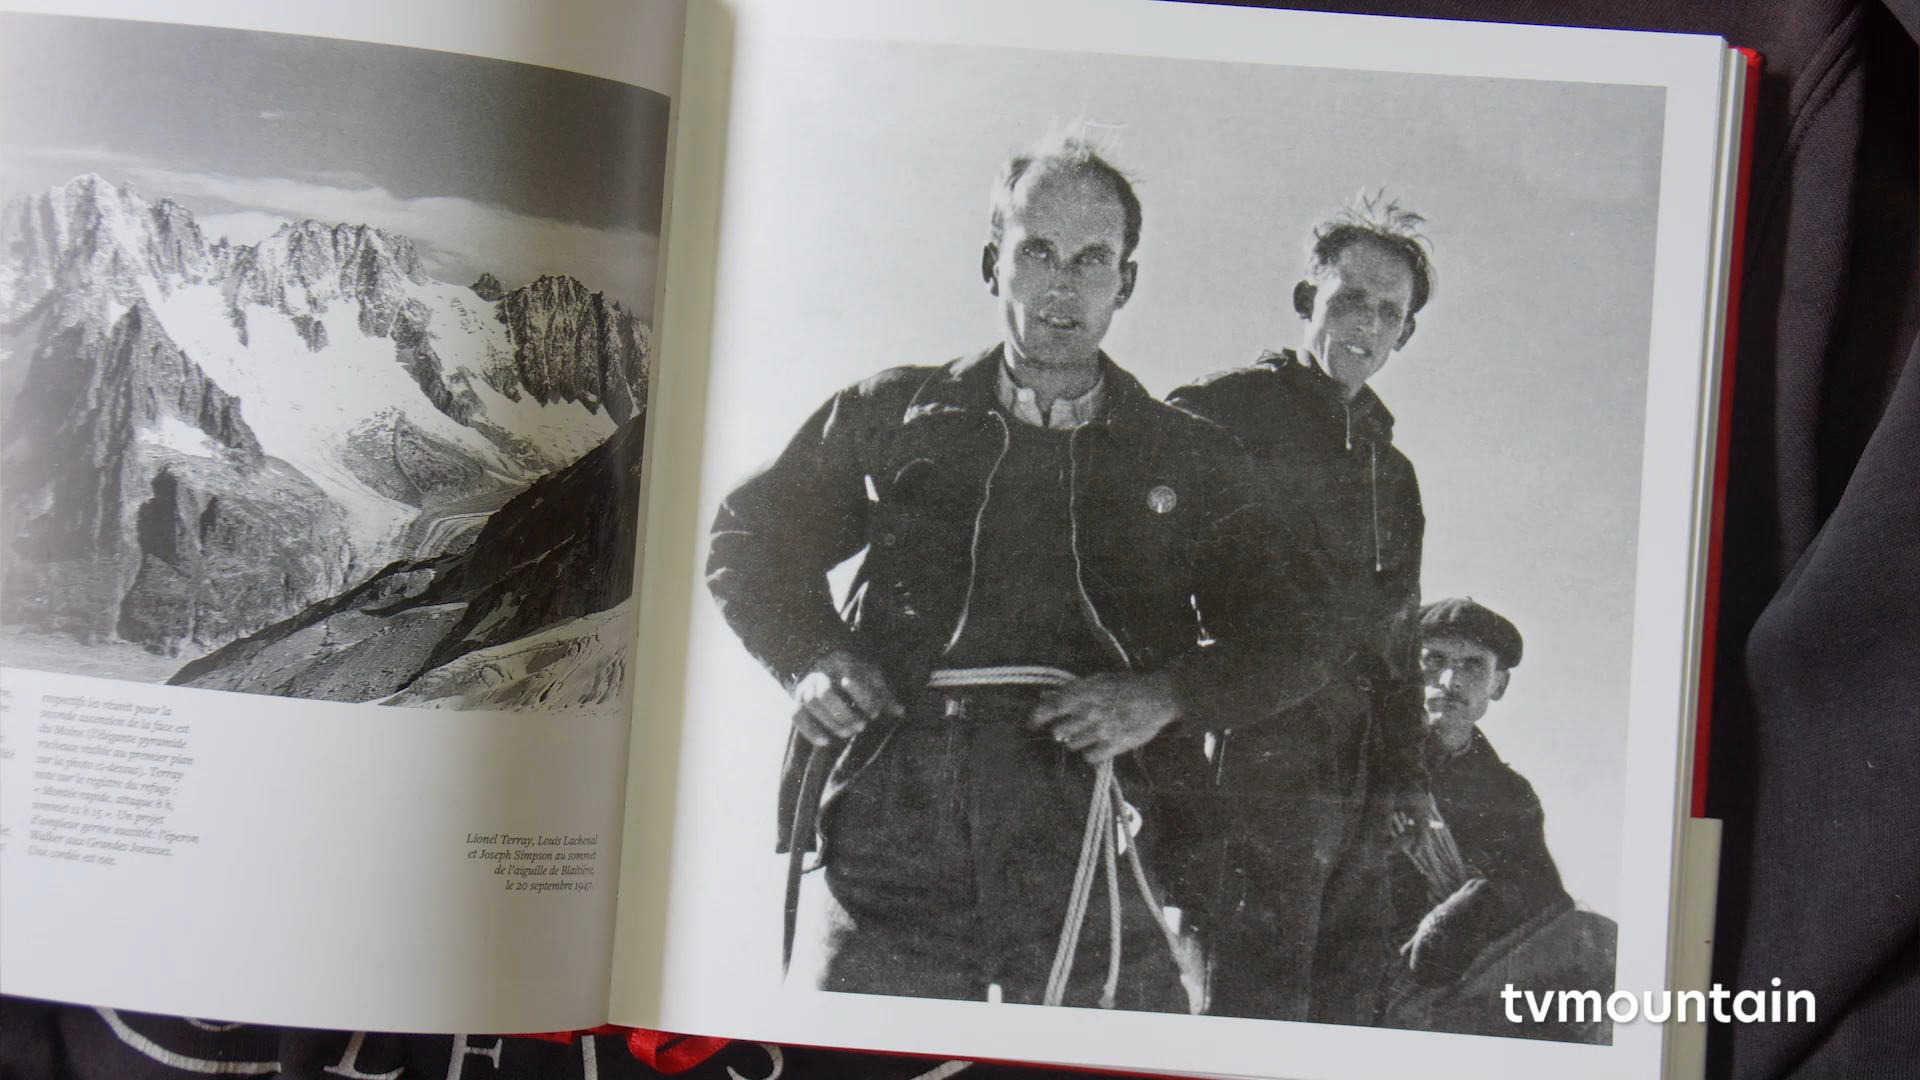 respectifs les réunit pour la
seconde ascension de la face est
du Moine (l'élégante pyramide
rocheuse visible au premier plan
sur la photo ci-dessus). Terray
note sur le registre du refuge :
« Montée rapide, attaque 8 h,
sommet 11 h 15 ». Un projet
d'ampleur germe aussitôt : l'éperon
Walker aux Grandes Jorasses.
Une cordée est née.
Lionel Terray, Louis Lachenal
et Joseph Simpson au sommet
de l'aiguille de Blaitière,
le 20 septembre 1947.
tvmountain